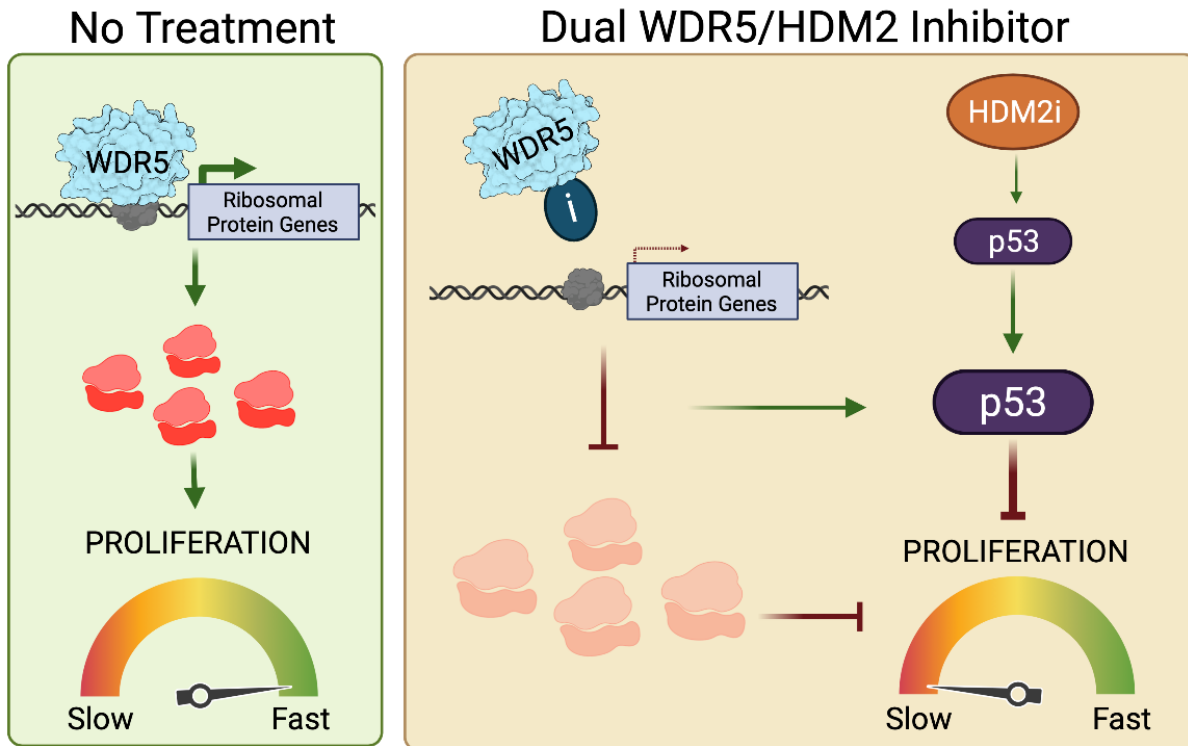 No Treatment
WDR5
Ribosomal
Protein Genes
PROLIFERATION
Slow
Fast
Dual WDR5/HDM2 Inhibitor
WDR5
i
Ribosomal
Protein Genes
HDM2i
p53
p53
PROLIFERATION
Slow
Fast